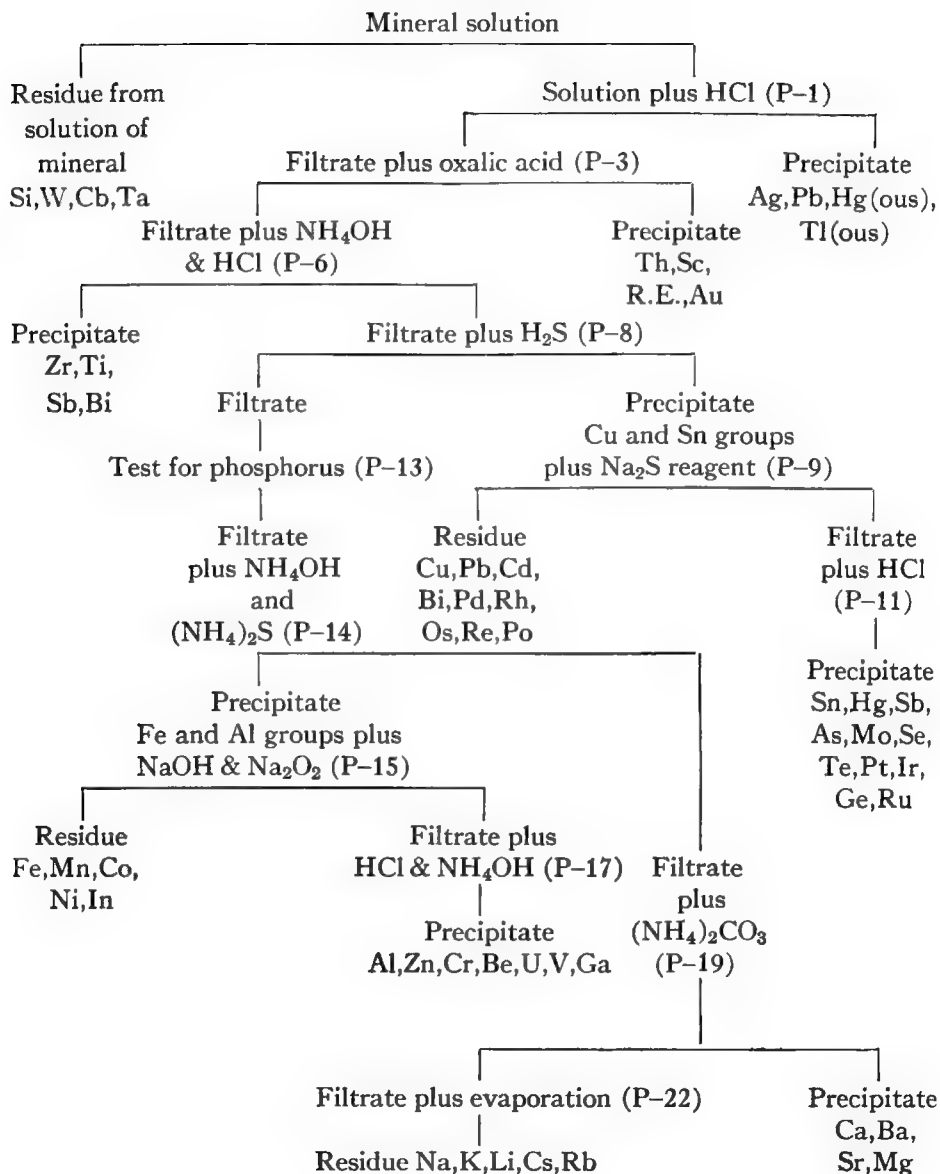 Mineral solution
Residue from
solution of
mineral
Si,W,Cb,Ta
Solution plus HCl (P–1)
Filtrate plus oxalic acid (P–3)
Precipitate
Ag,Pb,Hg(ous),
Tl(ous)
Filtrate plus NH₄OH
& HCl (P–6)
Precipitate
Th,Sc,
R.E.,Au
Precipitate
Zr,Ti,
Sb,Bi
Filtrate plus H₂S (P–8)
Filtrate
Precipitate
Cu and Sn groups
plus Na₂S reagent (P–9)
Test for phosphorus (P–13)
Filtrate
plus NH₄OH
and
(NH₄)₂S (P–14)
Residue
Cu,Pb,Cd,
Bi,Pd,Rh,
Os,Re,Po
Filtrate
plus HCl
(P–11)
Precipitate
Sn,Hg,Sb,
As,Mo,Se,
Te,Pt,Ir,
Ge,Ru
Precipitate
Fe and Al groups plus
NaOH & Na₂O₂ (P–15)
Residue
Fe,Mn,Co,
Ni,In
Filtrate plus
HCl & NH₄OH (P–17)
Precipitate
Al,Zn,Cr,Be,U,V,Ga
Filtrate
plus
(NH₄)₂CO₃
(P–19)
Filtrate plus evaporation (P–22)
Residue Na,K,Li,Cs,Rb
Precipitate
Ca,Ba,
Sr,Mg